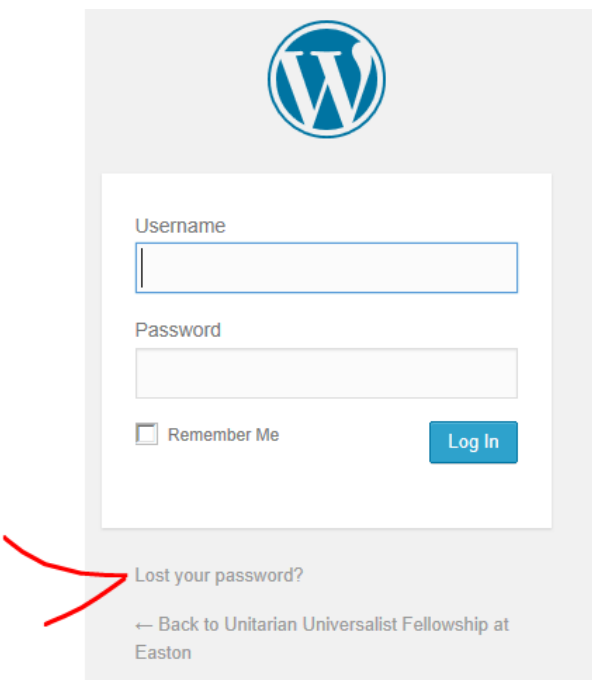 Username
Password
Remember Me
Log In
Lost your password?
← Back to Unitarian Universalist Fellowship at
Easton